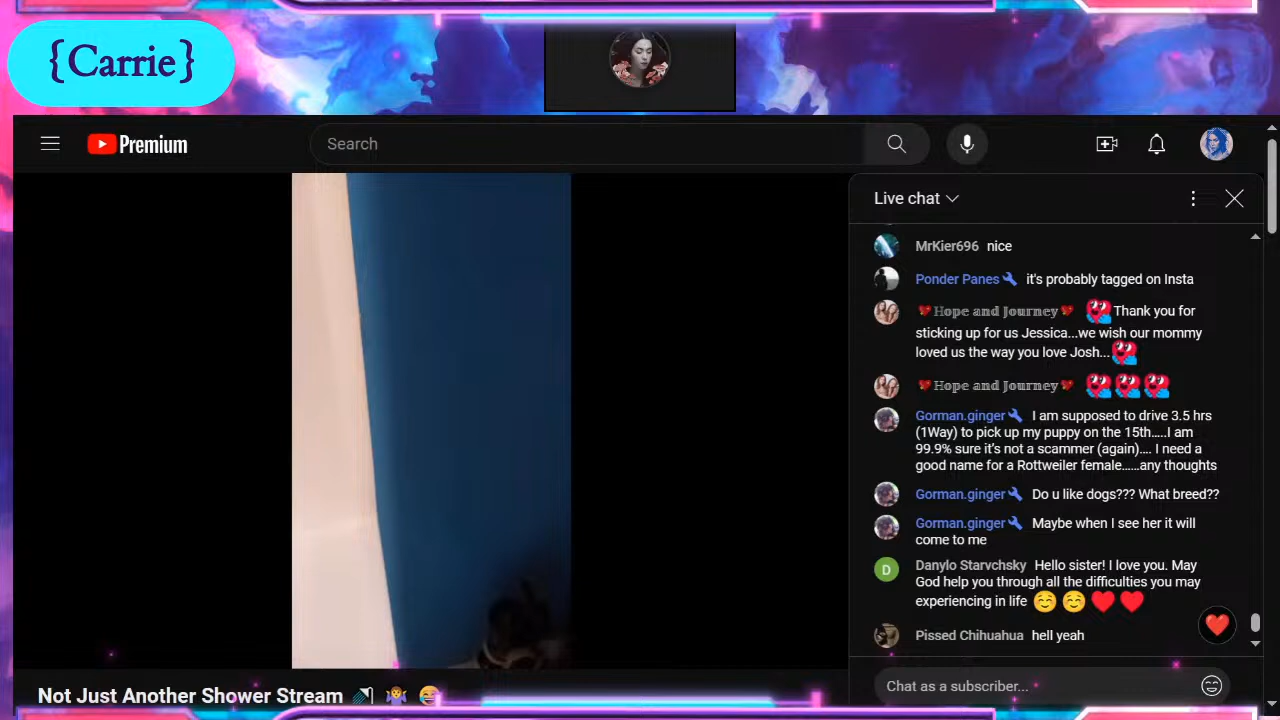 {Carrie}
Premium
Search
Live chat
MrKier696 nice
Ponder Panes it's probably tagged on Insta
Hope and Journey Thank you for
sticking up for us Jessica...we wish our mommy
loved us the way you love Josh...
Hope and Journey
Gorman.ginger I am supposed to drive 3.5 hrs
(1Way) to pick up my puppy on the 15th.....I am
99.9% sure it's not a scammer (again).... I need a
good name for a Rottweiler female......any thoughts
Gorman.ginger Do u like dogs??? What breed??
Gorman.ginger Maybe when I see her it will
come to me
D
Danylo Starvchsky Hello sister! I love you. May
God help you through all the difficulties you may
experiencing in life
Pissed Chihuahua hell yeah
Chat as a subscriber...
Not Just Another Shower Stream